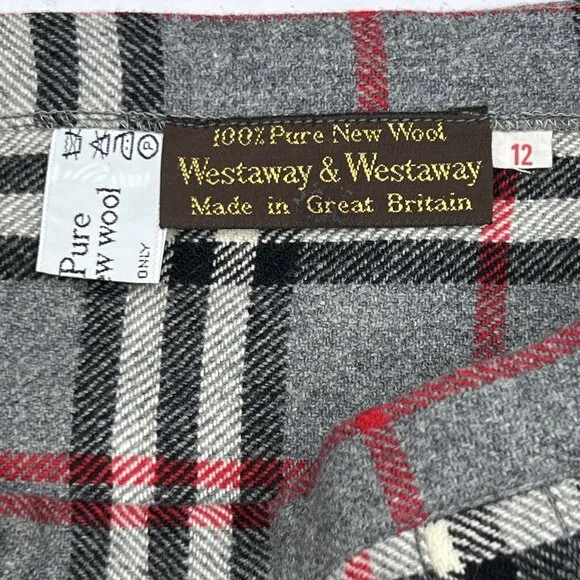 100% Pure New Wool
Westaway & Westaway
Made in Great Britain
12
Pure
ew wool
ONLY